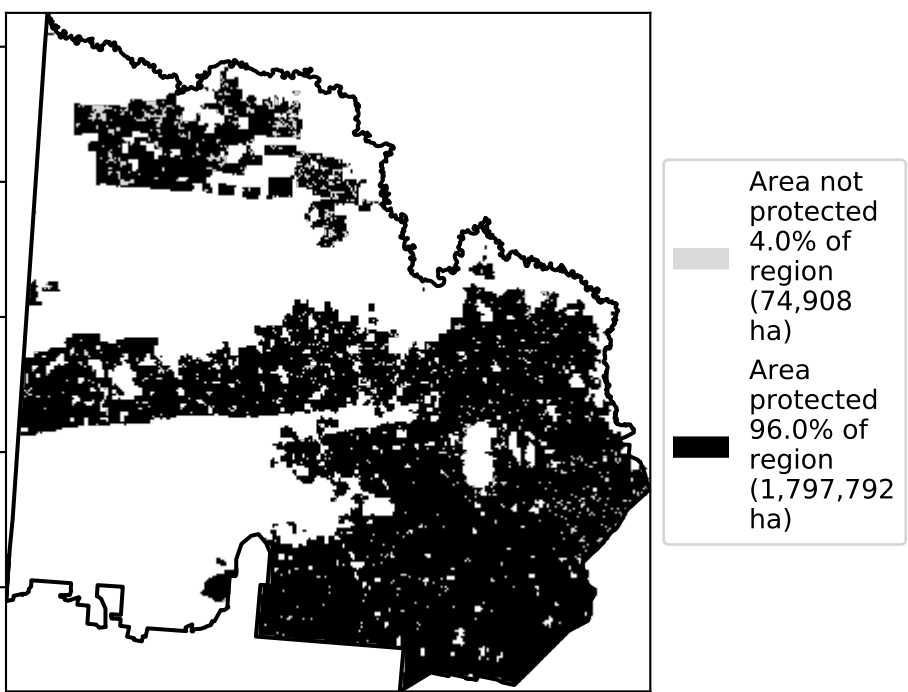 Area not
protected
4.0% of
region
(74,908
ha)
Area
protected
96.0% of
region
(1,797,792
ha)